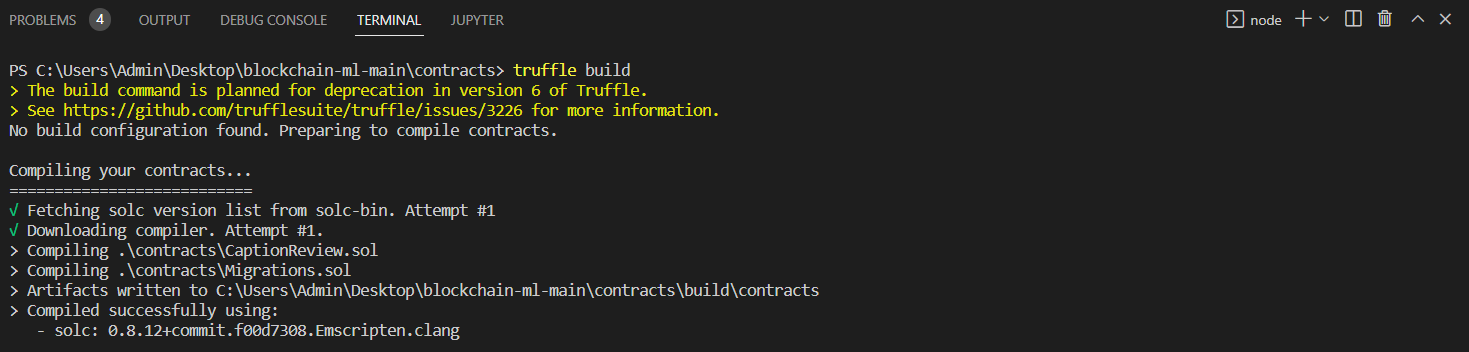 PROBLEMS 4 OUTPUT DEBUG CONSOLE TERMINAL JUPYTER node
PS C:\Users\Admin\Desktop\blockchain-ml-main\contracts> truffle build
> The build command is planned for deprecation in version 6 of Truffle.
> See https://github.com/trufflesuite/truffle/issues/3226 for more information.
No build configuration found. Preparing to compile contracts.
Compiling your contracts...
===========================
√ Fetching solc version list from solc-bin. Attempt #1
√ Downloading compiler. Attempt #1.
> Compiling .\contracts\CaptionReview.sol
> Compiling .\contracts\Migrations.sol
> Artifacts written to C:\Users\Admin\Desktop\blockchain-ml-main\contracts\build\contracts
> Compiled successfully using:
- solc: 0.8.12+commit.f00d7308.Emscripten.clang